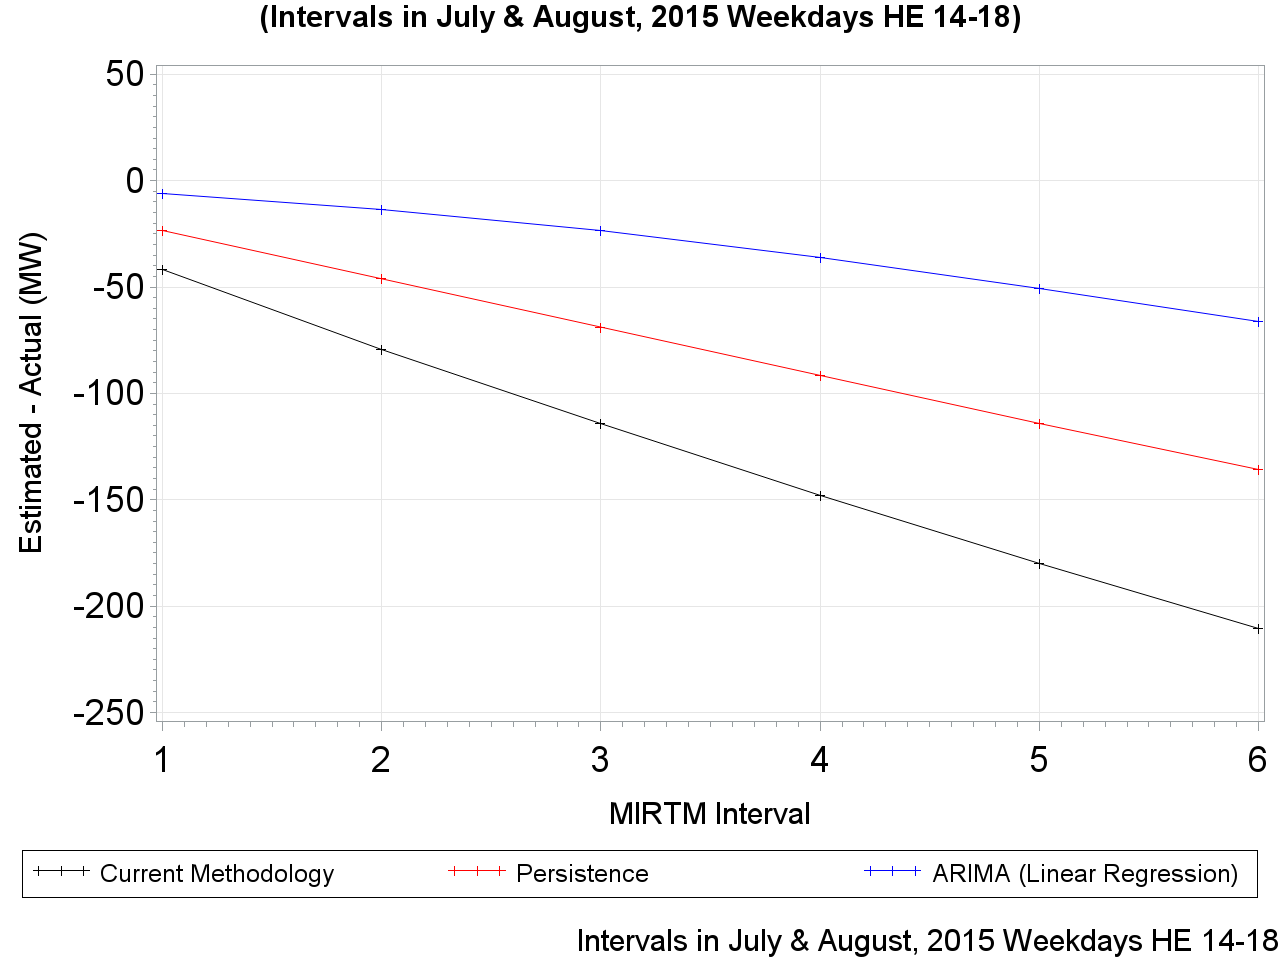 (Intervals in July & August, 2015 Weekdays HE 14-18)
Estimated - Actual (MW)
50
0
-50
-100
-150
-200
-250
1 2 3 4 5 6
MIRTM Interval
Current Methodology Persistence ARIMA (Linear Regression)
Intervals in July & August, 2015 Weekdays HE 14-18